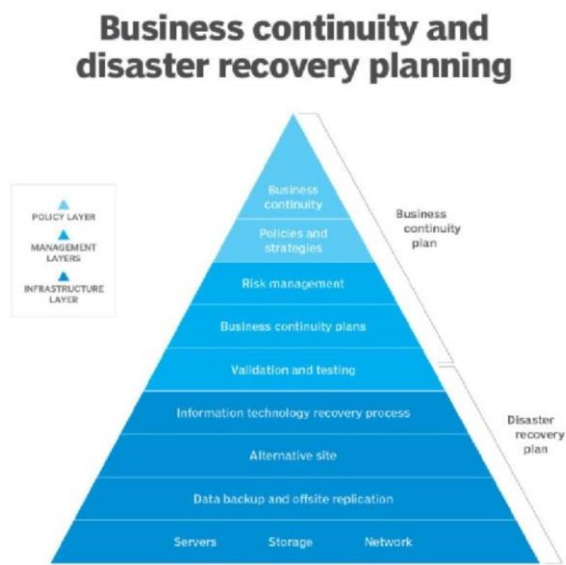 Business continuity and
disaster recovery planning
POLICY LAYER
MANAGEMENT
LAYERS
INFRASTRUCTURE
LAYER
Business
continuity
Policies and
strategies
Risk management
Business continuity plans
Validation and testing
Information technology recovery process
Alternative site
Data backup and offsite replication
Servers Storage Network
Business
continuity
plan
Disaster
recovery
plan